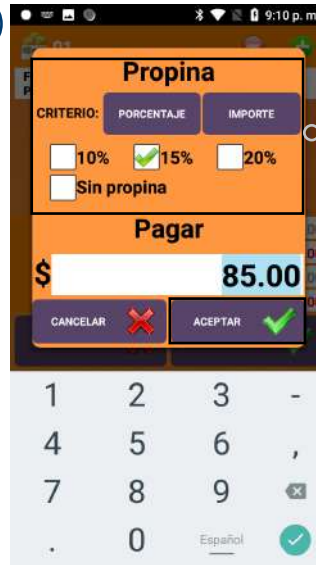 9:10 p. m
01
Propina
CRITERIO: PORCENTAJE IMPORTE
10% 15% 20%
Sin propina
Pagar
$ 85.00
CANCELAR ACEPTAR
1 2 3 -
4 5 6 ,
7 8 9
. 0 Español